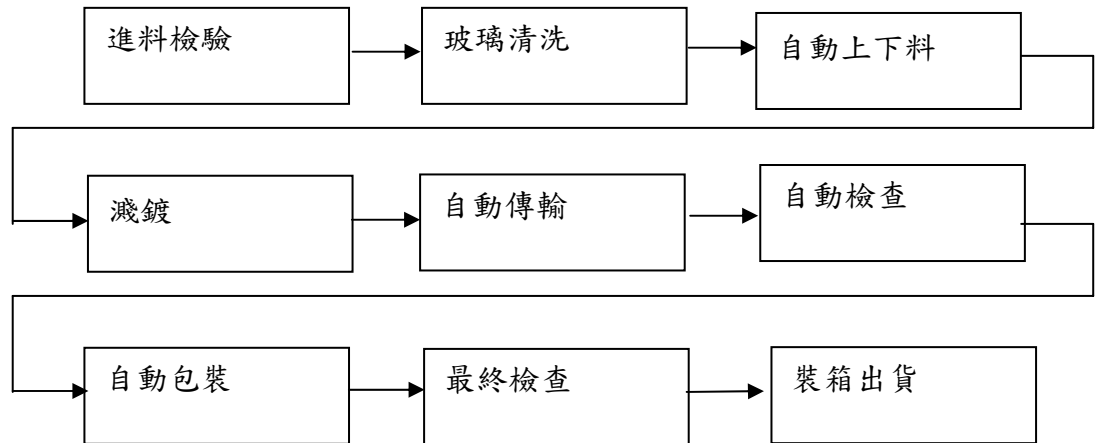 進料檢驗
玻璃清洗
自動上下料
濺鍍
自動傳輸
自動檢查
自動包裝
最終檢查
裝箱出貨